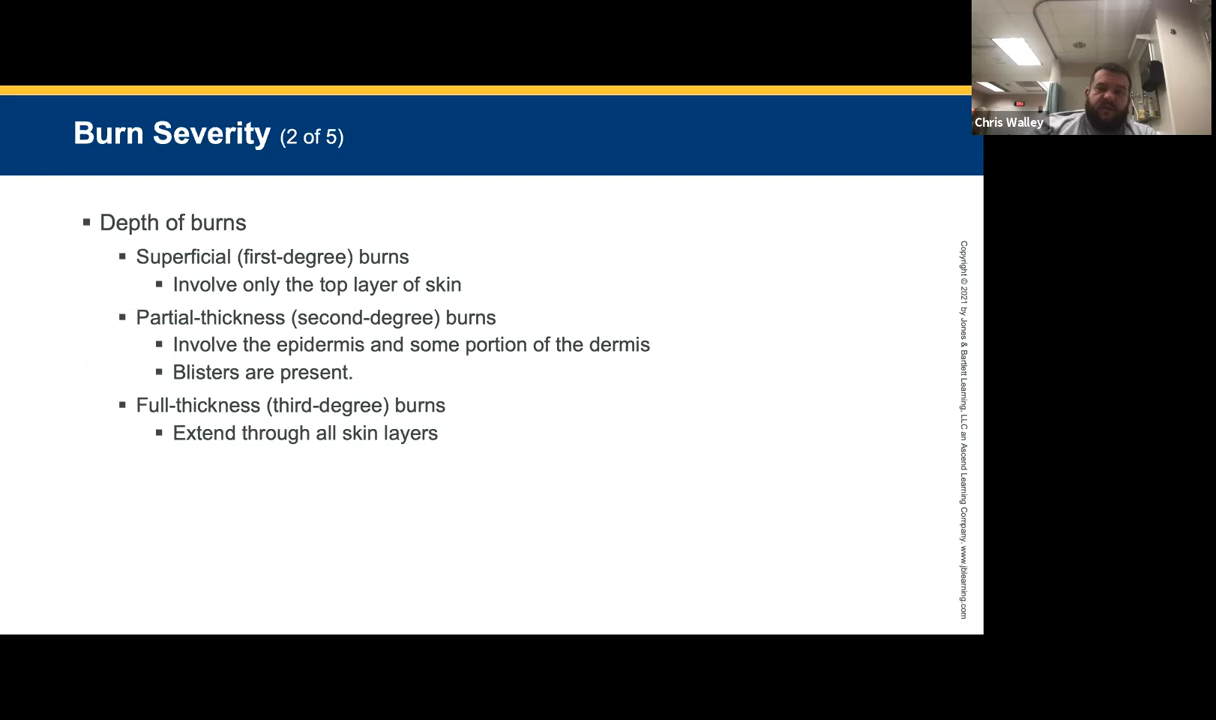 Chris Walley
Burn Severity (2 of 5)
▪ Depth of burns
▪ Superficial (first-degree) burns
▪ Involve only the top layer of skin
▪ Partial-thickness (second-degree) burns
▪ Involve the epidermis and some portion of the dermis
▪ Blisters are present.
▪ Full-thickness (third-degree) burns
▪ Extend through all skin layers
Copyright © 2021 by Jones & Bartlett Learning, LLC an Ascend Learning Company. www.jblearning.com